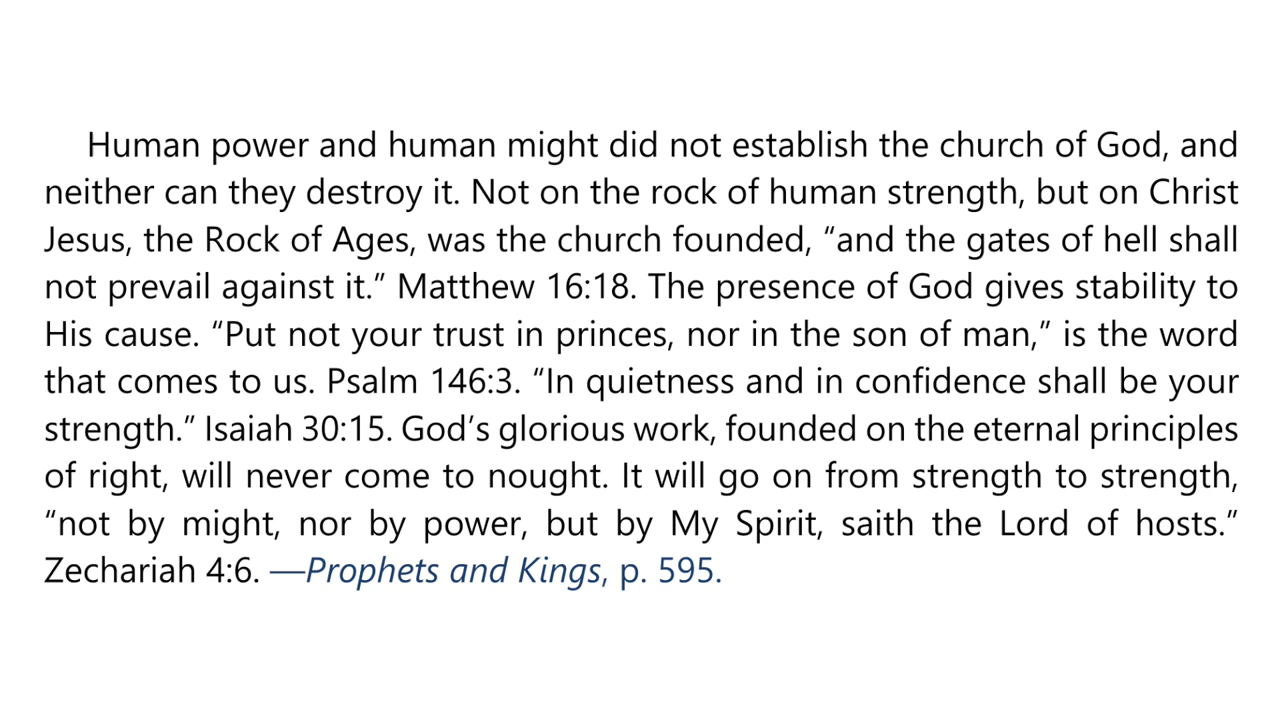 Human power and human might did not establish the church of God, and
neither can they destroy it. Not on the rock of human strength, but on Christ
Jesus, the Rock of Ages, was the church founded, “and the gates of hell shall
not prevail against it.” Matthew 16:18. The presence of God gives stability to
His cause. “Put not your trust in princes, nor in the son of man,” is the word
that comes to us. Psalm 146:3. “In quietness and in confidence shall be your
strength.” Isaiah 30:15. God’s glorious work, founded on the eternal principles
of right, will never come to nought. It will go on from strength to strength,
“not by might, nor by power, but by My Spirit, saith the Lord of hosts.”
Zechariah 4:6. —Prophets and Kings, p. 595.